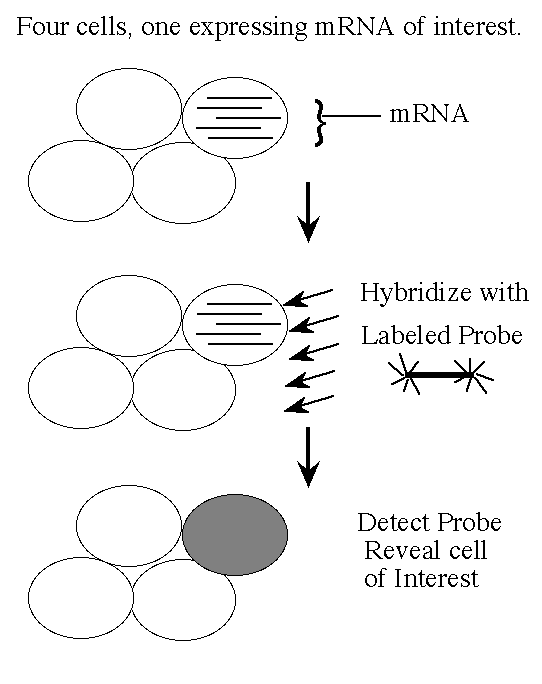 Four cells, one expressing mRNA of interest.
mRNA
Hybridize with
Labeled Probe
Detect Probe
Reveal cell
of Interest